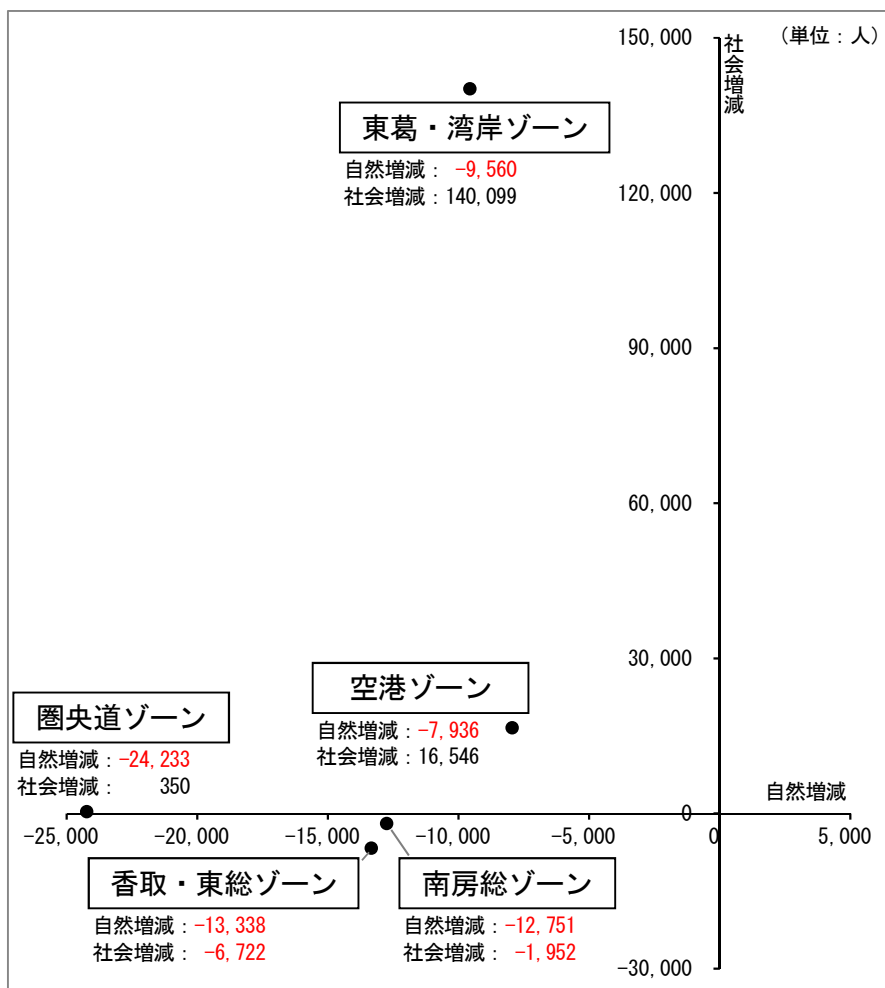 150,000
社会増減
(単位：人)
東葛・湾岸ゾーン
自然増減： -9,560
社会増減：140,099
120,000
90,000
60,000
30,000
空港ゾーン
自然増減：-7,936
社会増減：16,546
圏央道ゾーン
自然増減：-24,233
社会増減： 350
自然増減
0
-25,000 -20,000 -15,000 -10,000 -5,000 0 5,000
香取・東総ゾーン
自然増減：-13,338
社会増減： -6,722
南房総ゾーン
自然増減：-12,751
社会増減： -1,952
-30,000